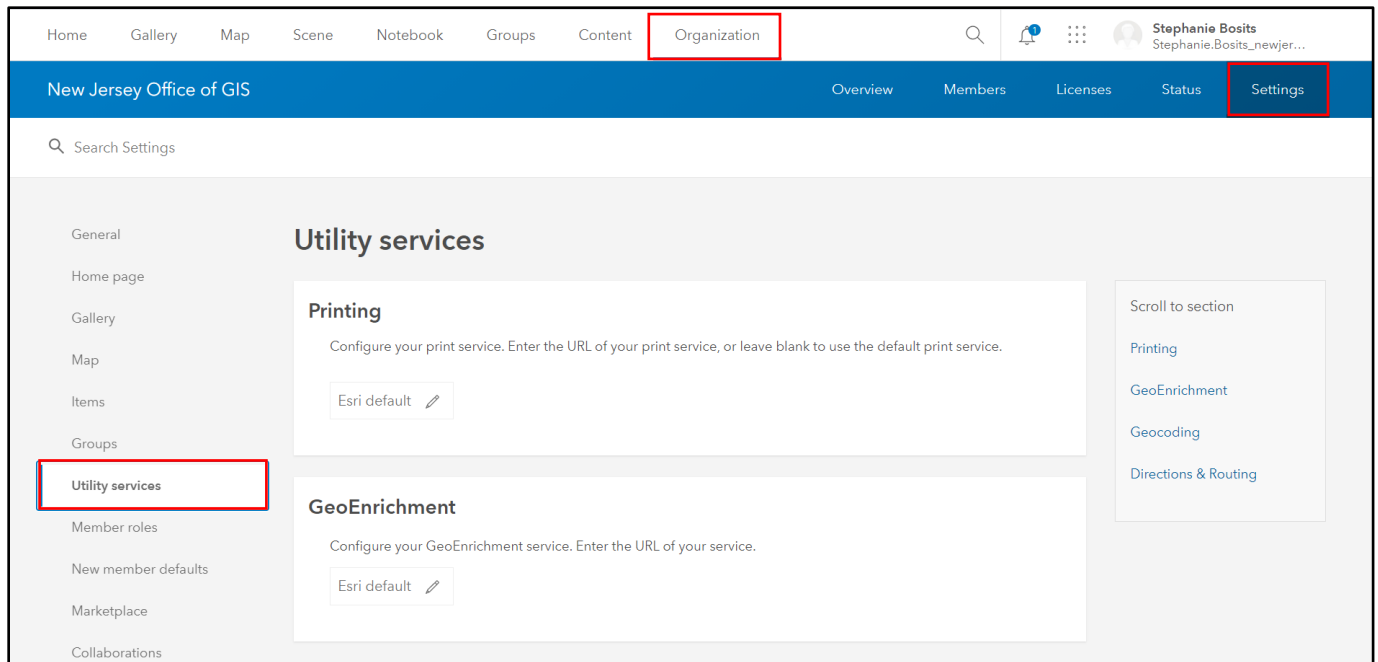 Home Gallery Map Scene Notebook Groups Content Organization
1
Stephanie Bosits
Stephanie.Bosits_newjer...
New Jersey Office of GIS
Overview Members Licenses Status Settings
Search Settings
General
Home page
Gallery
Map
Items
Groups
Utility services
Member roles
New member defaults
Marketplace
Collaborations
Utility services
Printing
Configure your print service. Enter the URL of your print service, or leave blank to use the default print service.
Esri default
GeoEnrichment
Configure your GeoEnrichment service. Enter the URL of your service.
Esri default
Scroll to section
Printing
GeoEnrichment
Geocoding
Directions & Routing